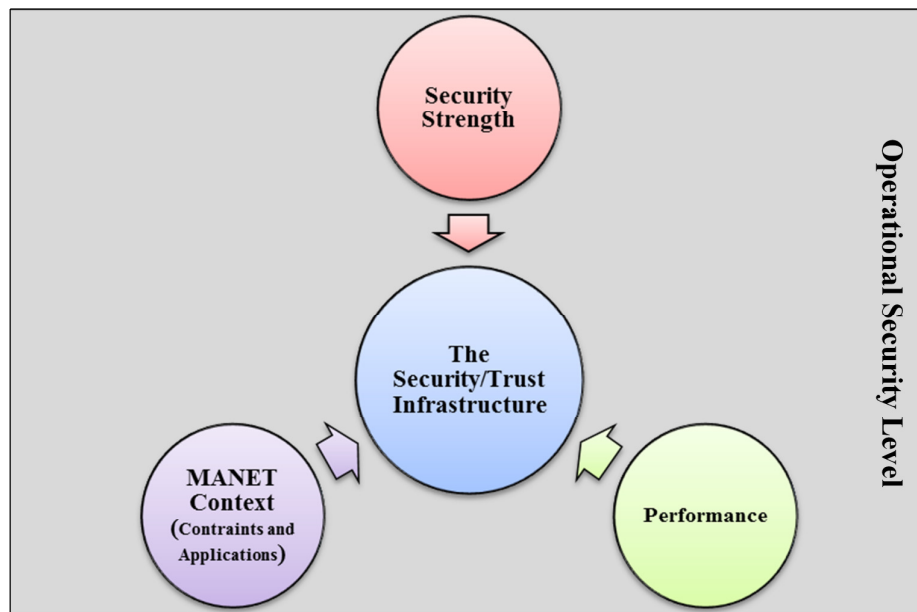 Security
Strength
Operational Security Level
The
Security/Trust
Infrastructure
MANET
Context
(Contraints and
Applications)
Performance